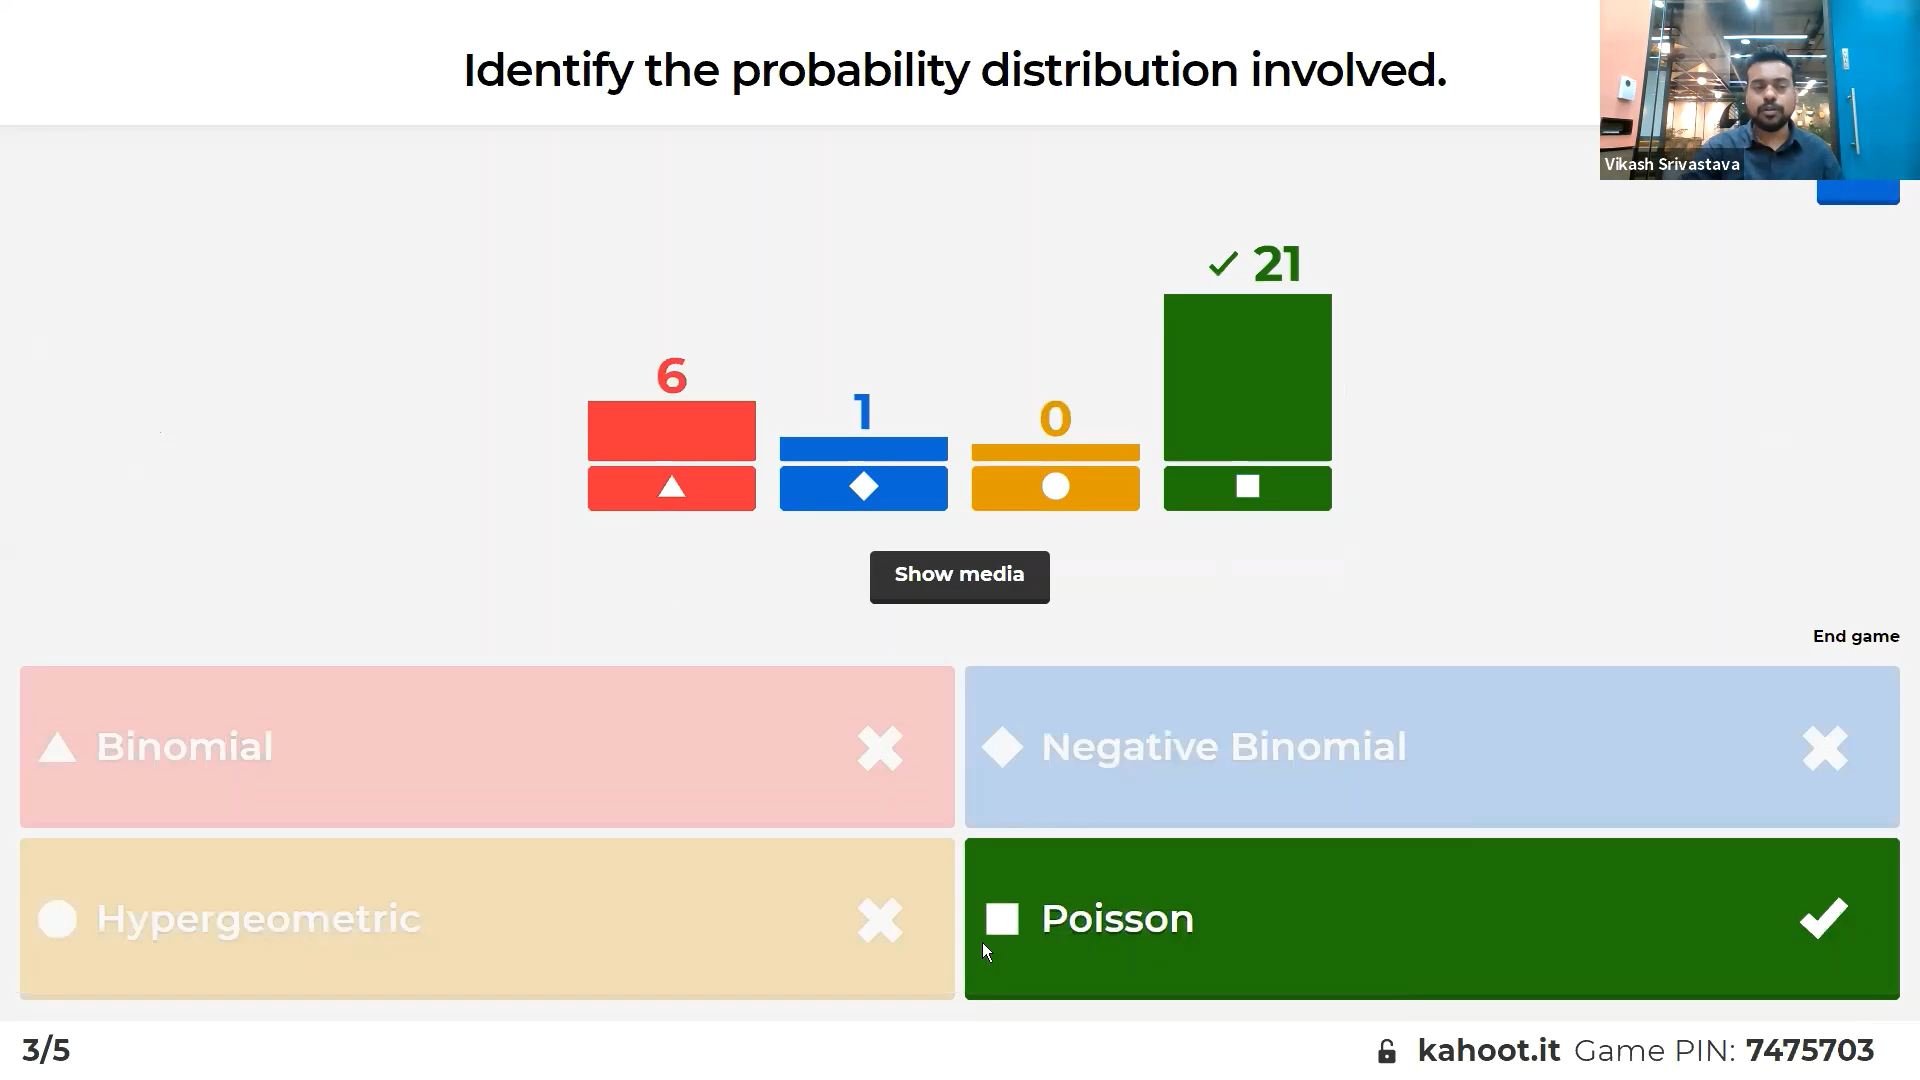 Identify the probability distribution involved.
Vikash Srivastava
21
6
1
0
Show media
End game
Binomial
Negative Binomial
Hypergeometric
Poisson
3/5
kahoot.it Game PIN: 7475703